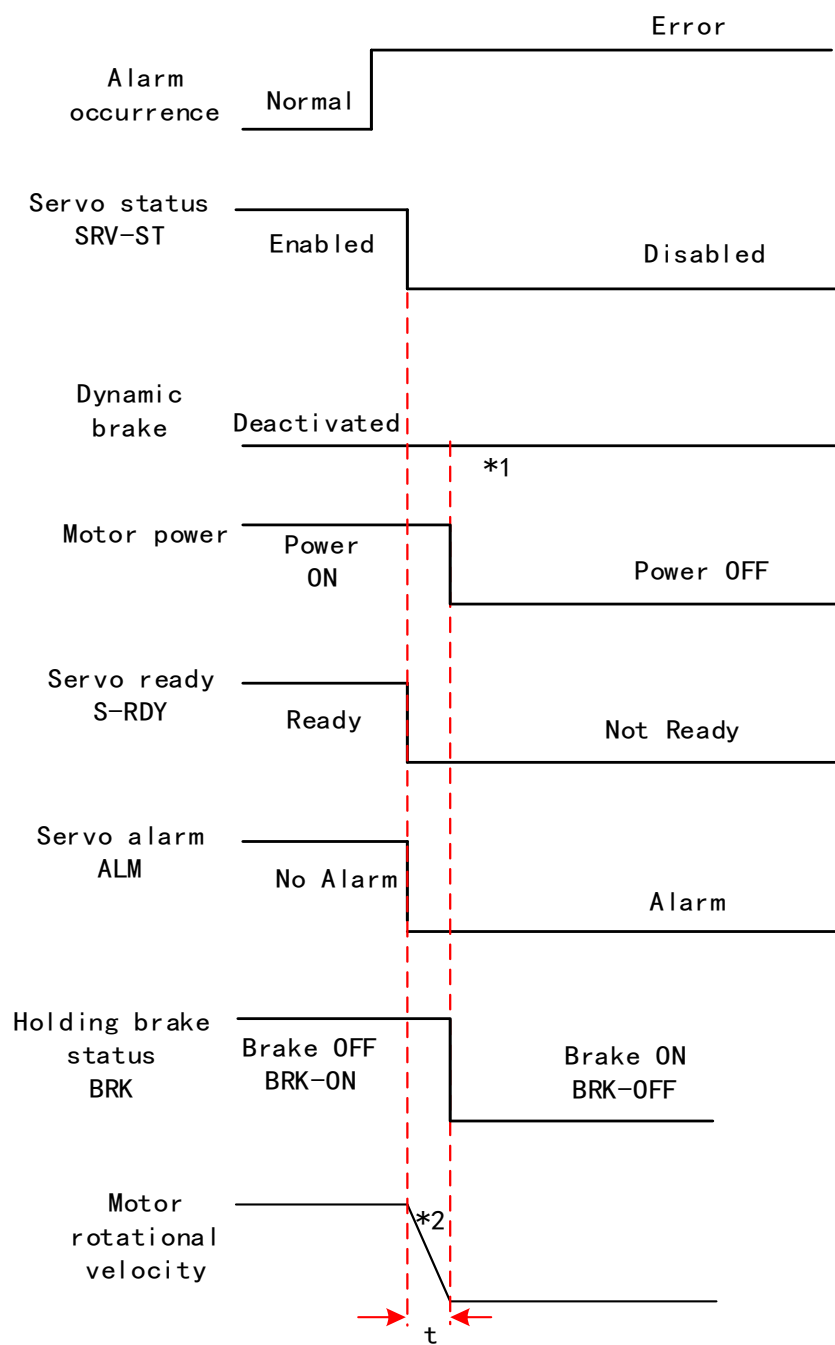 Error
Alarm
occurrence
Normal
Servo status
SRV-ST
Enabled
Disabled
Dynamic
brake
Deactivated
*1
Motor power
Power
ON
Power OFF
Servo ready
S-RDY
Ready
Not Ready
Servo alarm
ALM
No Alarm
Alarm
Holding brake
status
BRK
Brake OFF
BRK-ON
Brake ON
BRK-OFF
Motor
rotational
velocity
*2
t